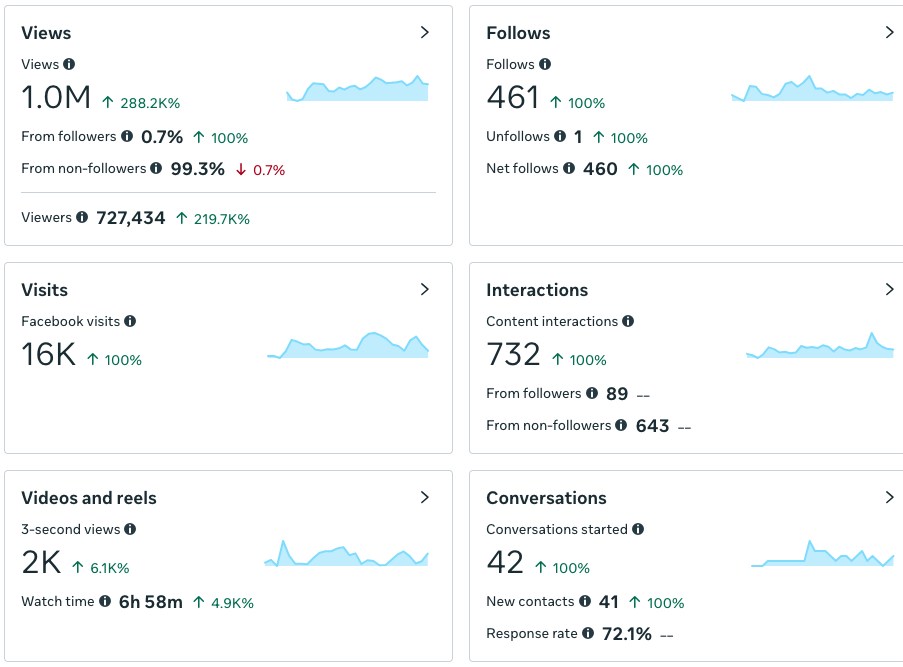 Views
Views
1.0M ↑ 288.2K%
From followers 0.7% ↑ 100%
From non-followers 99.3% ↓ 0.7%
Viewers 727,434 ↑ 219.7K%
Follows
Follows
461 ↑ 100%
Unfollows 1 ↑ 100%
Net follows 460 ↑ 100%
Visits
Facebook visits
16K ↑ 100%
Interactions
Content interactions
732 ↑ 100%
From followers 89 --
From non-followers 643 --
Videos and reels
3-second views
2K ↑ 6.1K%
Watch time 6h 58m ↑ 4.9K%
Conversations
Conversations started
42 ↑ 100%
New contacts 41 ↑ 100%
Response rate 72.1% --